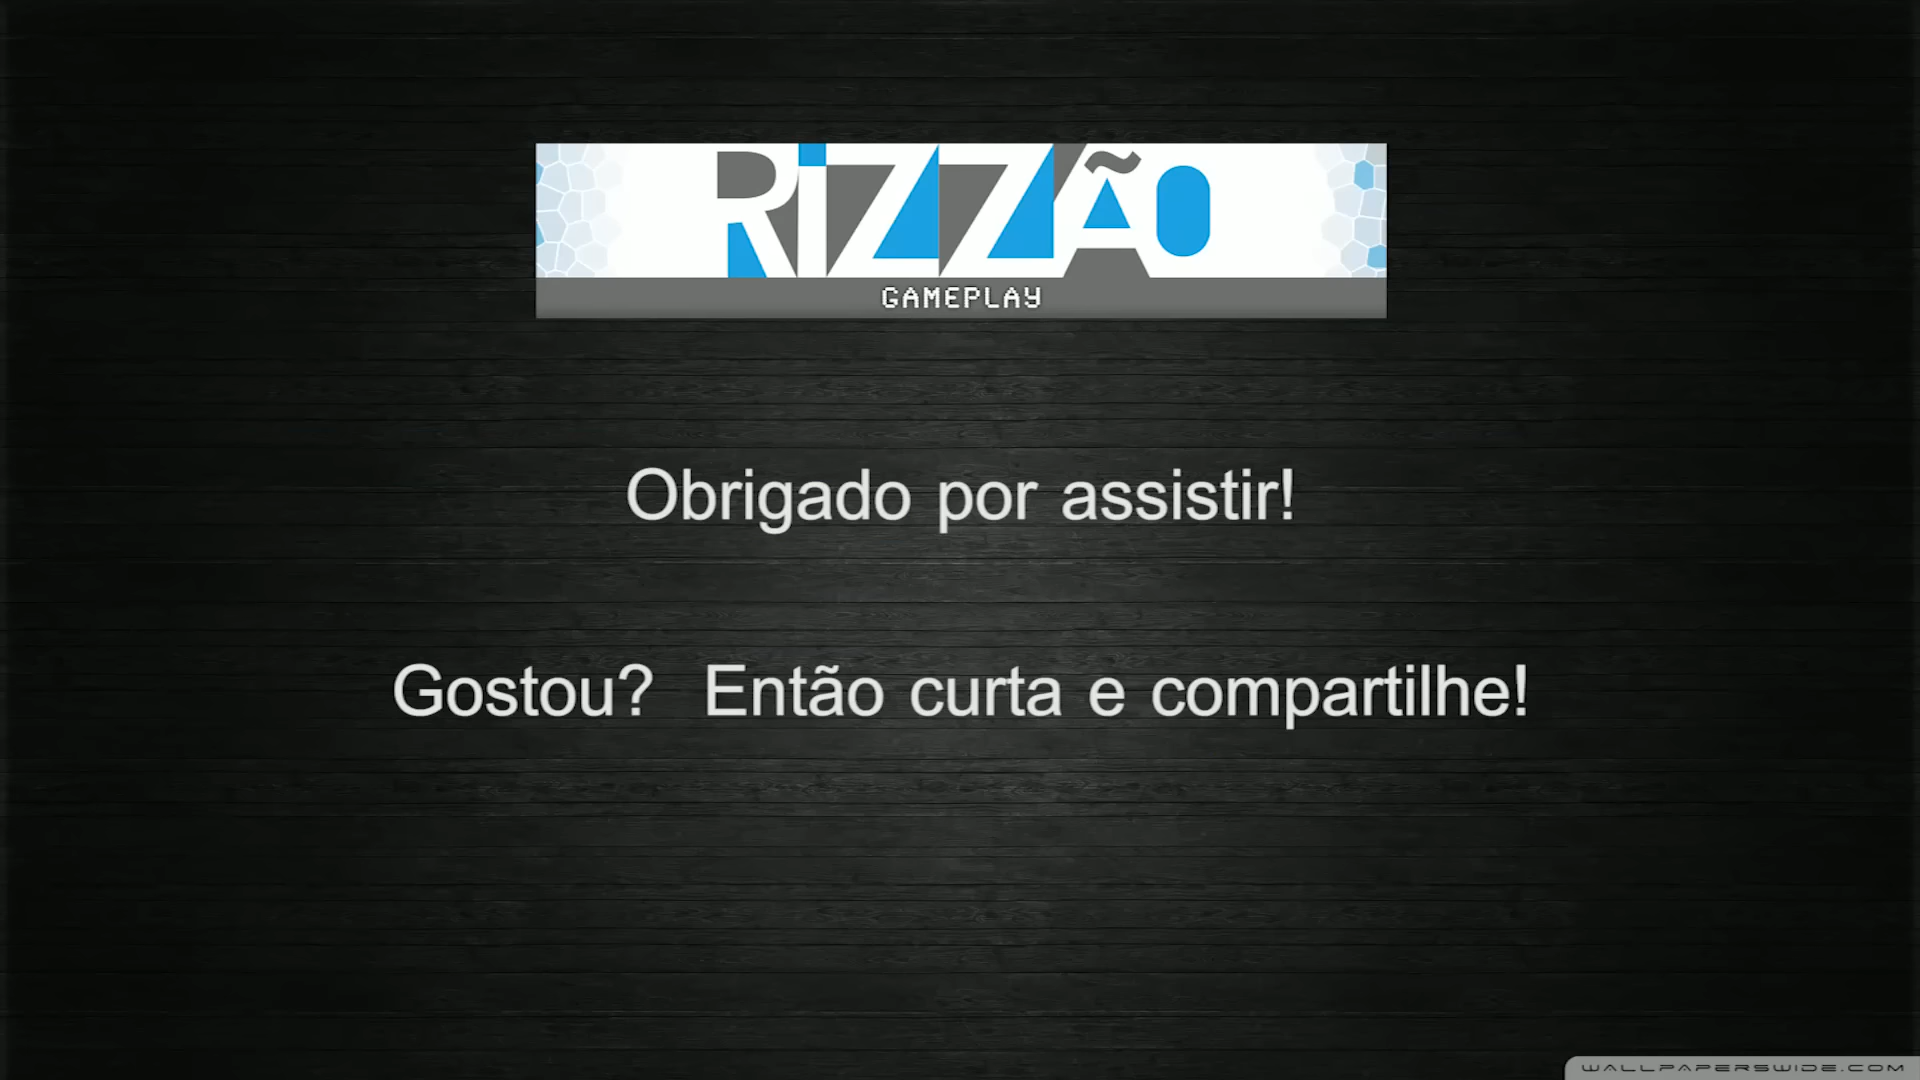 RiZZÃO
GAMEPLAY
Obrigado por assistir!
Gostou? Então curta e compartilhe!
WALLPAPERSWIDE.COM